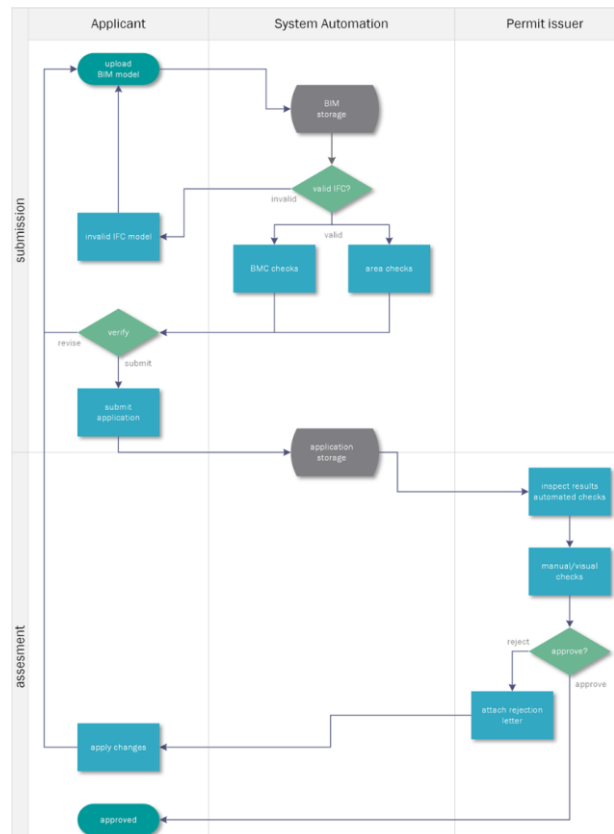 Applicant
System Automation
Permit issuer
upload
BIM model
BIM
storage
valid IFC?
invalid
submission
invalid IFC model
valid
BMC checks
area checks
verify
revise
submit
submit
application
application
storage
inspect results
automated checks
manual/visual
checks
assesment
reject
approve?
approve
attach rejection
letter
apply changes
approved